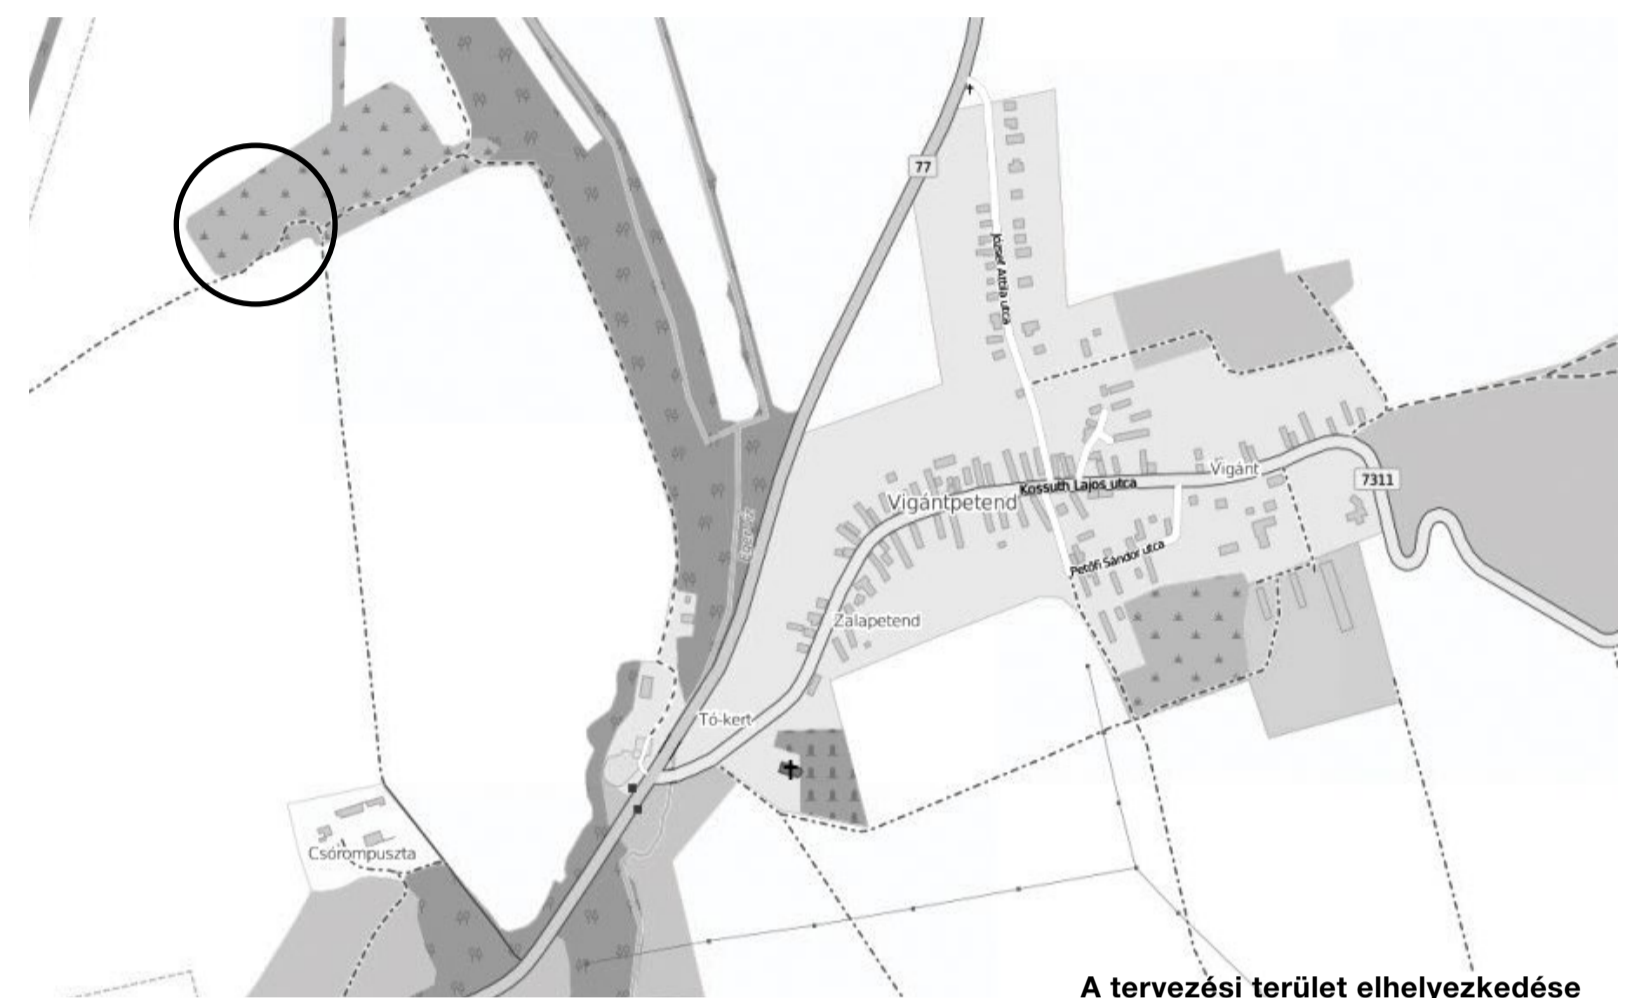 77
József Attila utca
Vigánt
7311
Kossuth Lajos utca
Vigántpetend
Petőfi Sándor utca
Zalapetend
Tó-kert
Csórompuszta
A tervezési terület elhelyezkedése